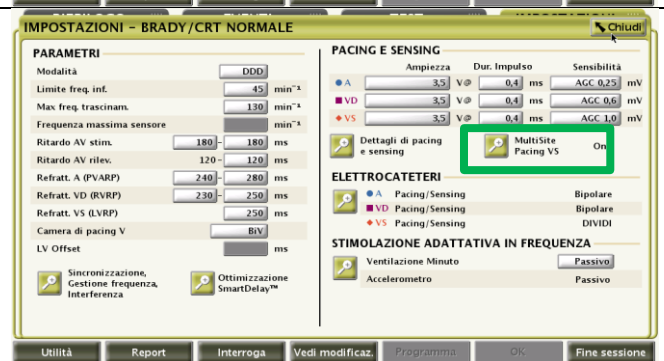 IMPOSTAZIONI - BRADY/CRT NORMALE
Chiudi
PARAMETRI
Modalità DDD
Limite freq. inf. 45 min⁻¹
Max freq. trascinam. 130 min⁻¹
Frequenza massima sensore min⁻¹
Ritardo AV stim. 180 - 180 ms
Ritardo AV rilev. 120 - 120 ms
Refratt. A (PVARP) 240 - 280 ms
Refratt. VD (RVRP) 230 - 250 ms
Refratt. VS (LVRP) 250 ms
Camera di pacing V BiV
LV Offset ms
Sincronizzazione,
Gestione frequenza,
Interferenza
Ottimizzazione
SmartDelay™
PACING E SENSING
Ampiezza Dur. Impulso Sensibilità
A 3,5 V@ 0,4 ms AGC 0,25 mV
VD 3,5 V@ 0,4 ms AGC 0,6 mV
VS 3,5 V@ 0,4 ms AGC 1,0 mV
Dettagli di pacing
e sensing
MultiSite
Pacing VS On
ELETTROCATETERI
A Pacing/Sensing Bipolare
VD Pacing/Sensing Bipolare
VS Pacing/Sensing DIVIDI
STIMOLAZIONE ADATTATIVA IN FREQUENZA
Ventilazione Minuto Passivo
Accelerometro Passivo
Utilità Report Interroga Vedi modificaz. Programma OK Fine sessione